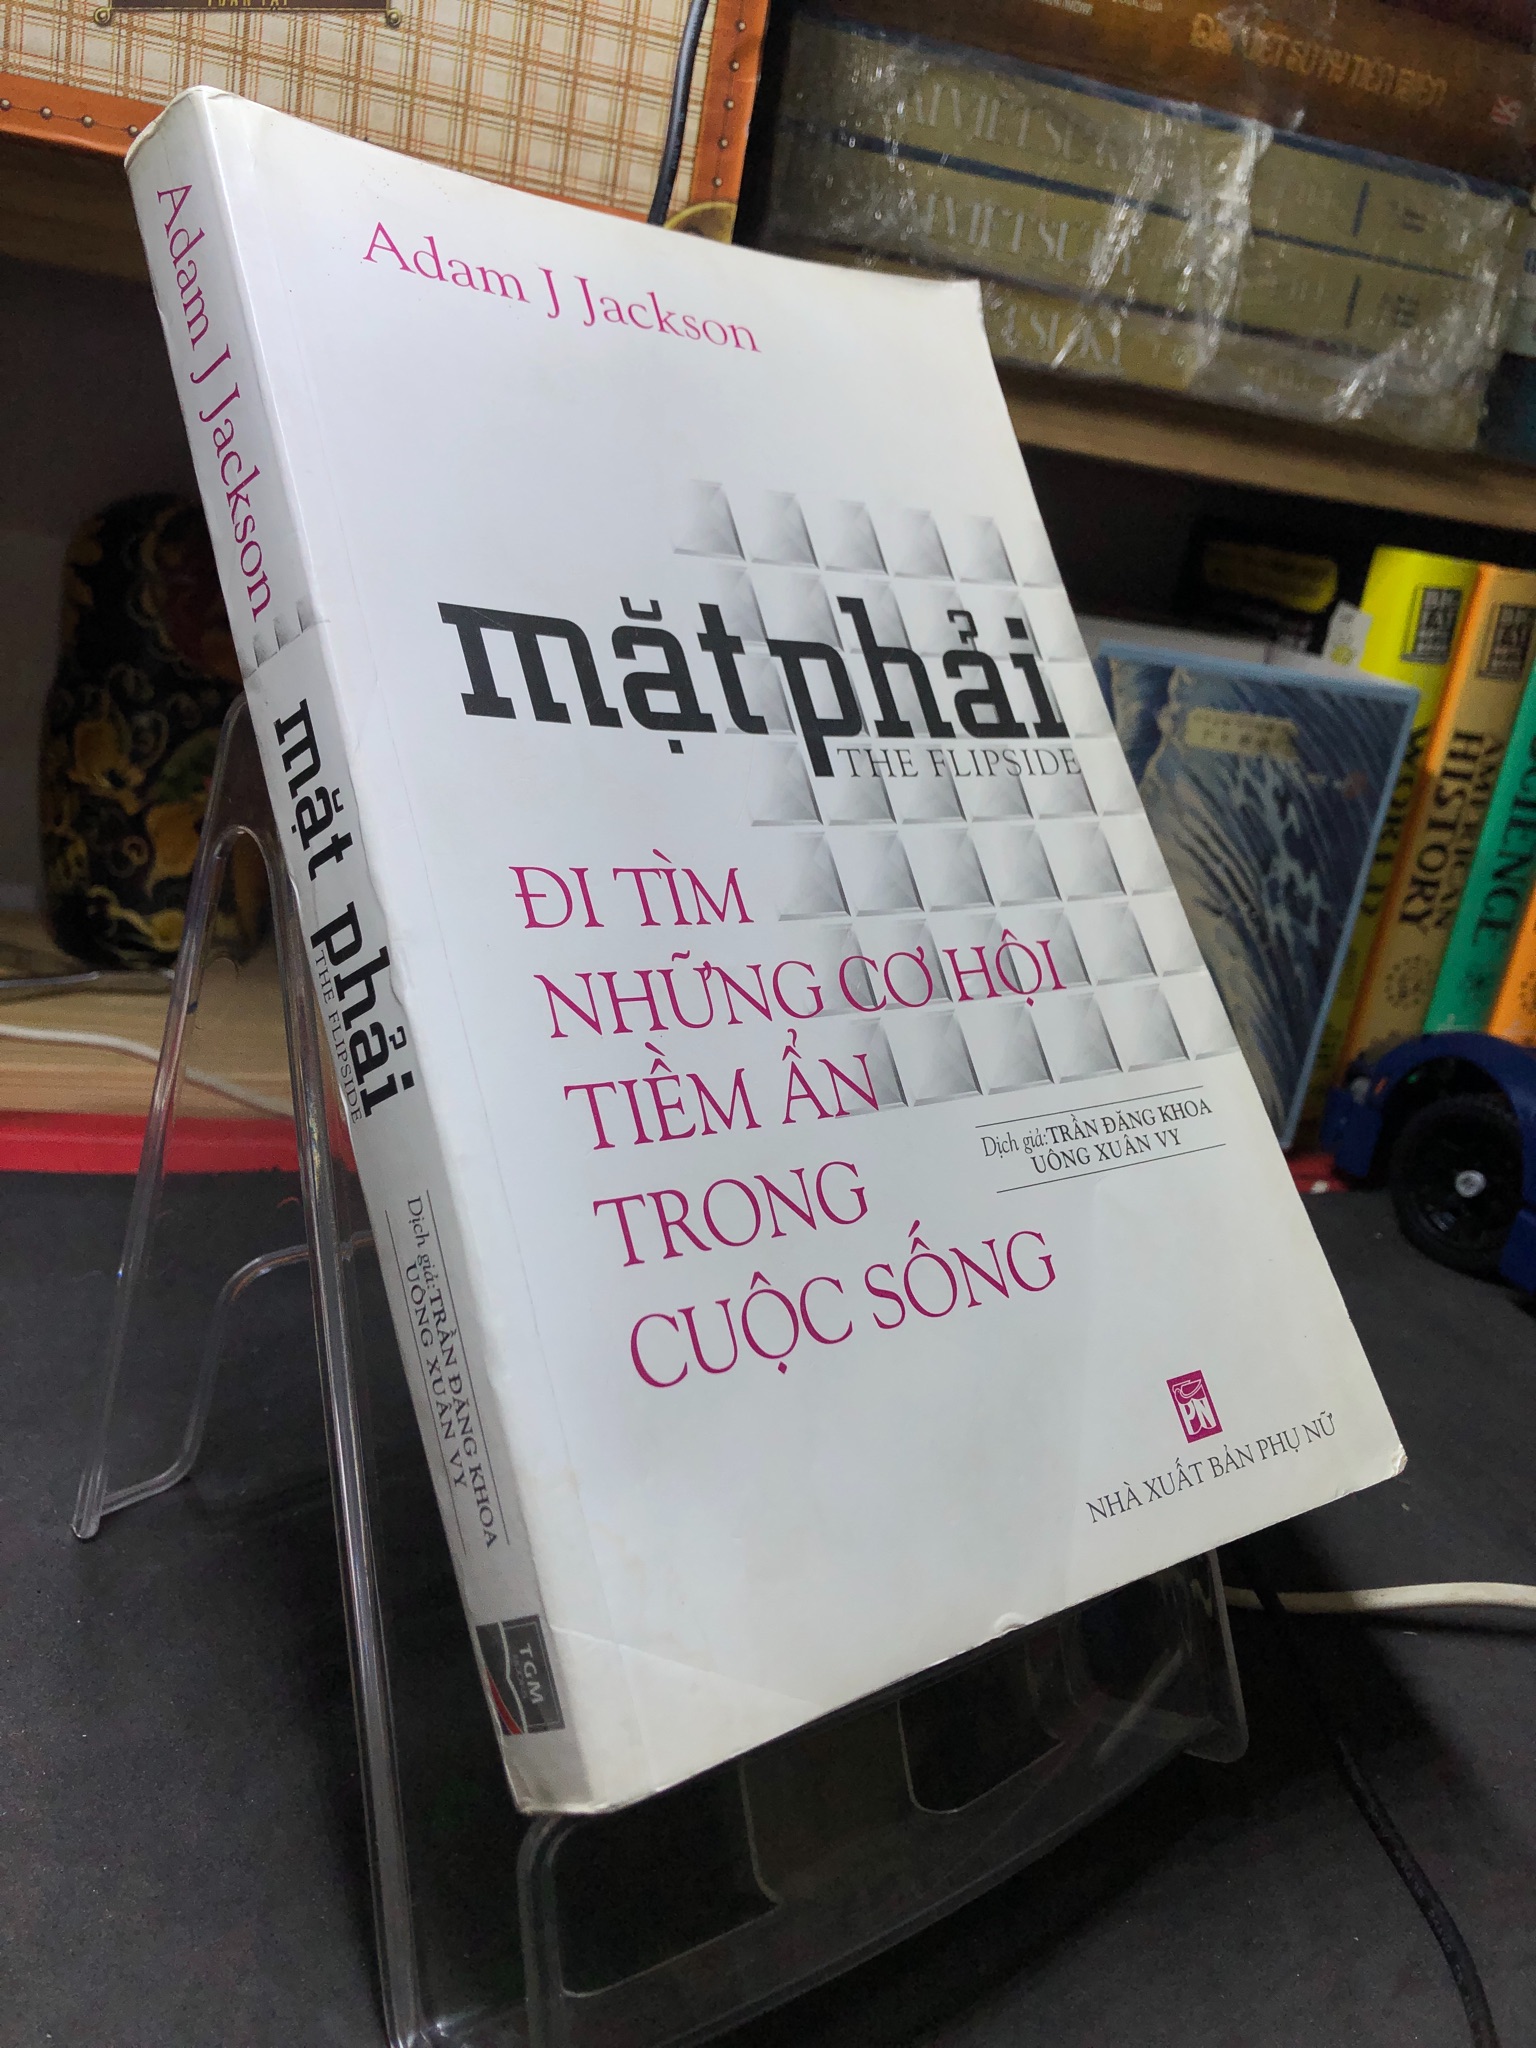 Adam J Jackson
mặt phải
THE FLIPSIDE
ĐI TÌM
NHỮNG CƠ HỘI
TIỀM ẨN
TRONG
CUỘC SỐNG
Dịch giả: TRẦN ĐĂNG KHOA
UÔNG XUÂN VY
PN
NHÀ XUẤT BẢN PHỤ NỮ
Adam J Jackson
mặt phải
THE FLIPSIDE
Dịch giả: TRẦN ĐĂNG KHOA
UÔNG XUÂN VY
TGM
AMERICAN
HISTORY